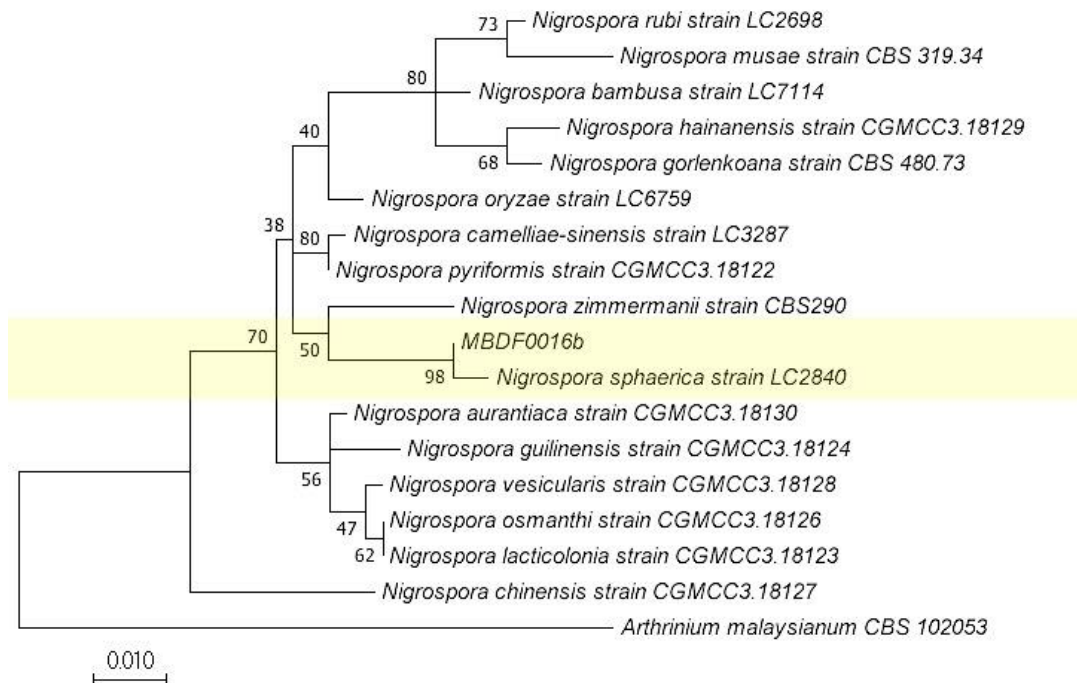 73
Nigrospora rubi strain LC2698
Nigrospora musae strain CBS 319.34
80
Nigrospora bambusa strain LC7114
40
Nigrospora hainanensis strain CGMCC3.18129
68
Nigrospora gorlenkoana strain CBS 480.73
Nigrospora oryzae strain LC6759
38
80
Nigrospora camelliae-sinensis strain LC3287
Nigrospora pyriformis strain CGMCC3.18122
Nigrospora zimmermanii strain CBS290
70
50
MBDF0016b
98
Nigrospora sphaerica strain LC2840
Nigrospora aurantiaca strain CGMCC3.18130
Nigrospora guilinensis strain CGMCC3.18124
56
Nigrospora vesicularis strain CGMCC3.18128
47
Nigrospora osmanthi strain CGMCC3.18126
62
Nigrospora lacticolonia strain CGMCC3.18123
Nigrospora chinensis strain CGMCC3.18127
Arthrinium malaysianum CBS 102053
0.010